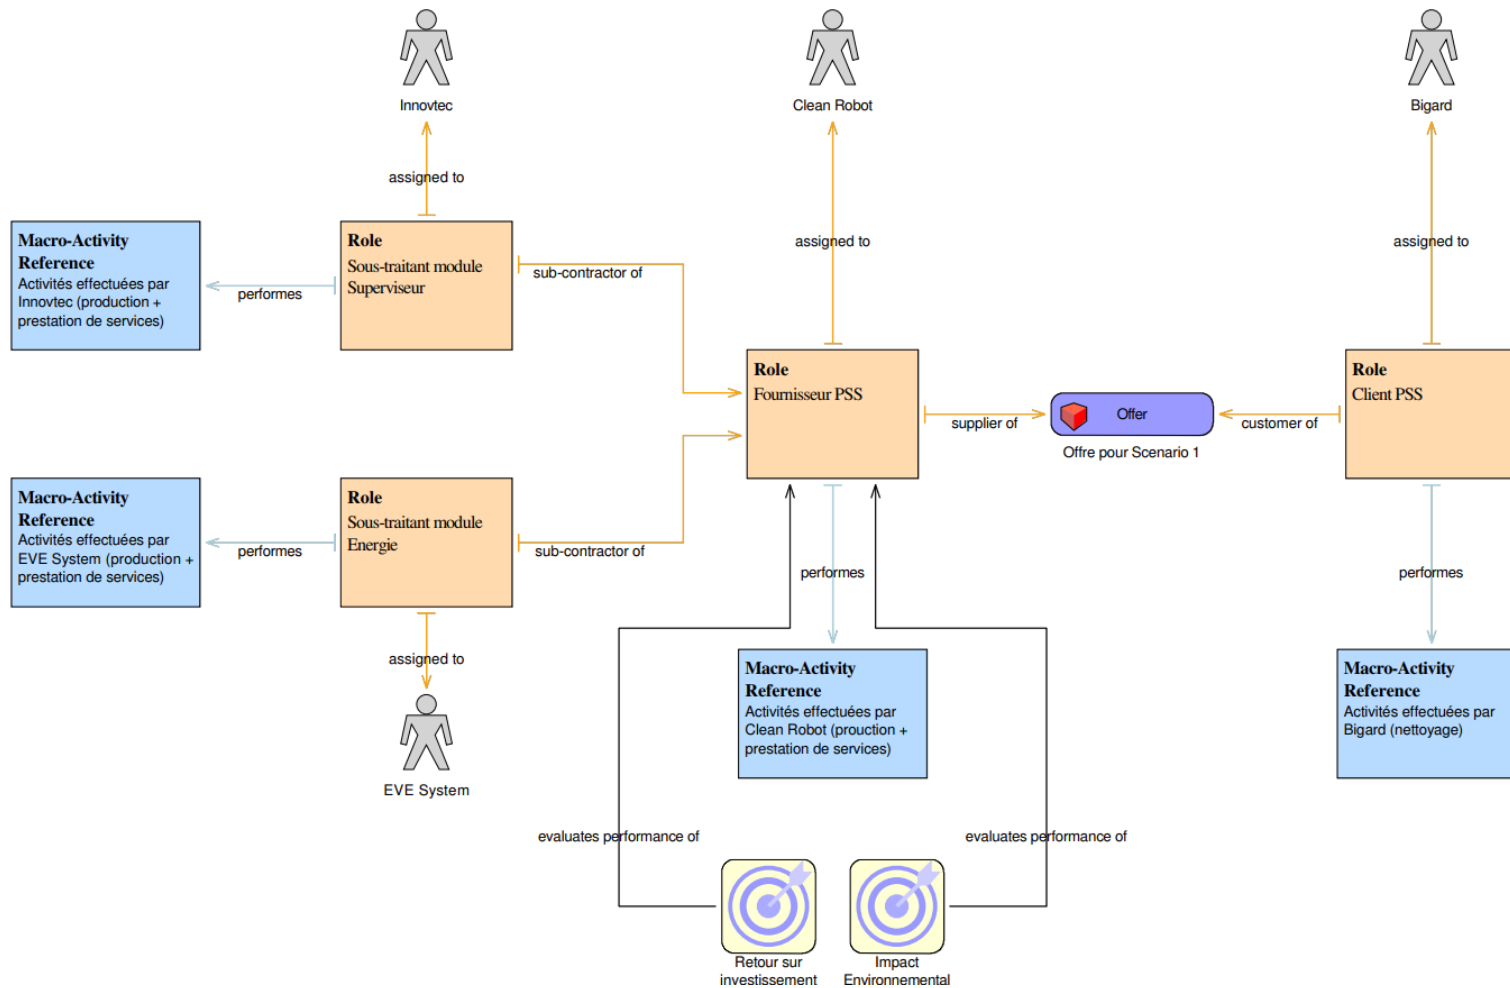 Innovtec
Clean Robot
Bigard
assigned to
assigned to
assigned to
Macro-Activity
Reference
Activités effectuées par
Innovtec (production +
prestation de services)
performes
Role
Sous-traitant module
Superviseur
sub-contractor of
Role
Fournisseur PSS
supplier of
Offer
Offre pour Scenario 1
customer of
Role
Client PSS
Macro-Activity
Reference
Activités effectuées par
EVE System (production +
prestation de services)
performes
Role
Sous-traitant module
Energie
sub-contractor of
performes
performes
assigned to
EVE System
Macro-Activity
Reference
Activités effectuées par
Clean Robot (prouction +
prestation de services)
Macro-Activity
Reference
Activités effectuées par
Bigard (nettoyage)
evaluates performance of
evaluates performance of
Retour sur
investissement
Impact
Environnemental